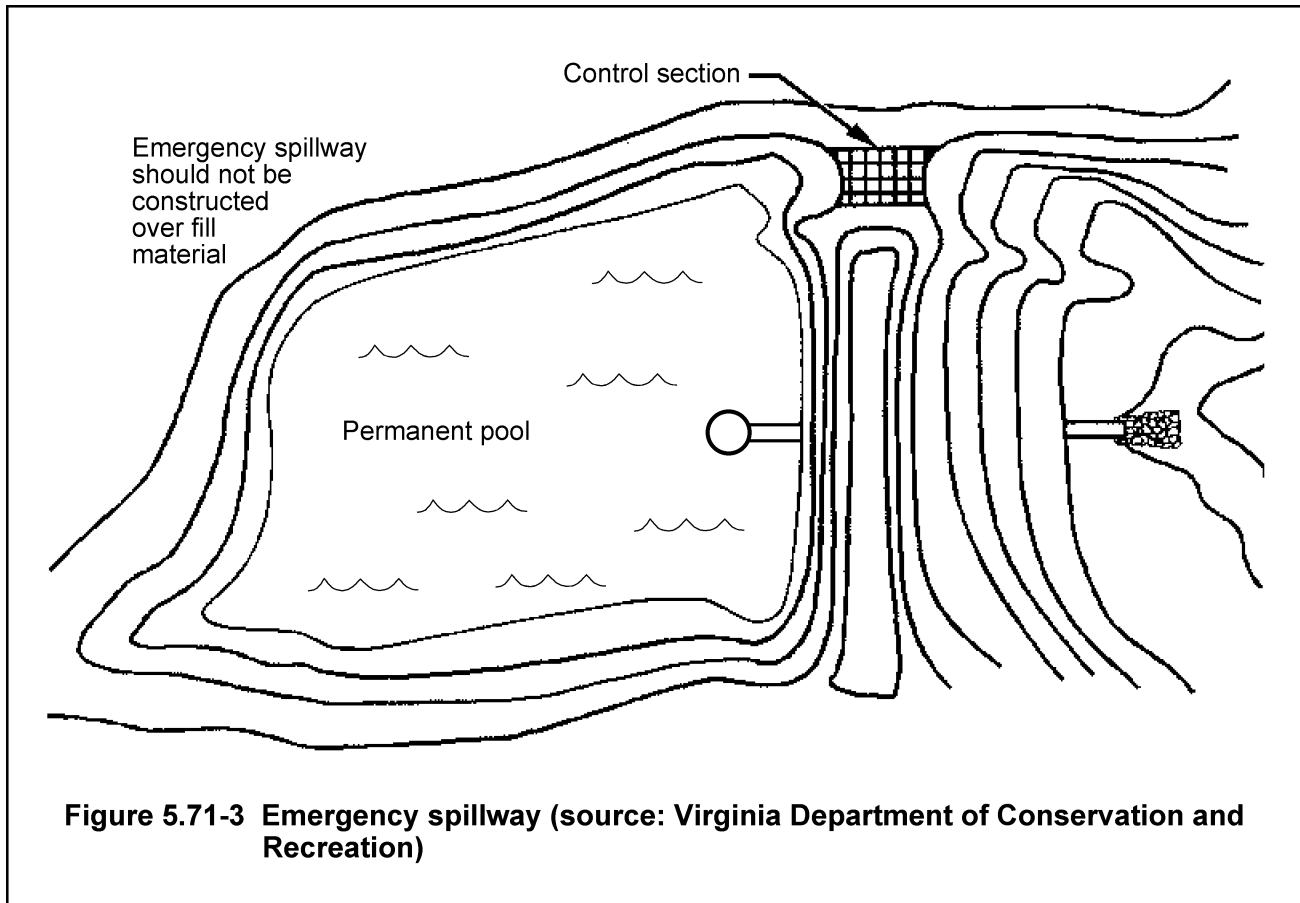 Control section
Emergency spillway
should not be
constructed
over fill
material
Permanent pool
Figure 5.71-3 Emergency spillway (source: Virginia Department of Conservation and
Recreation)